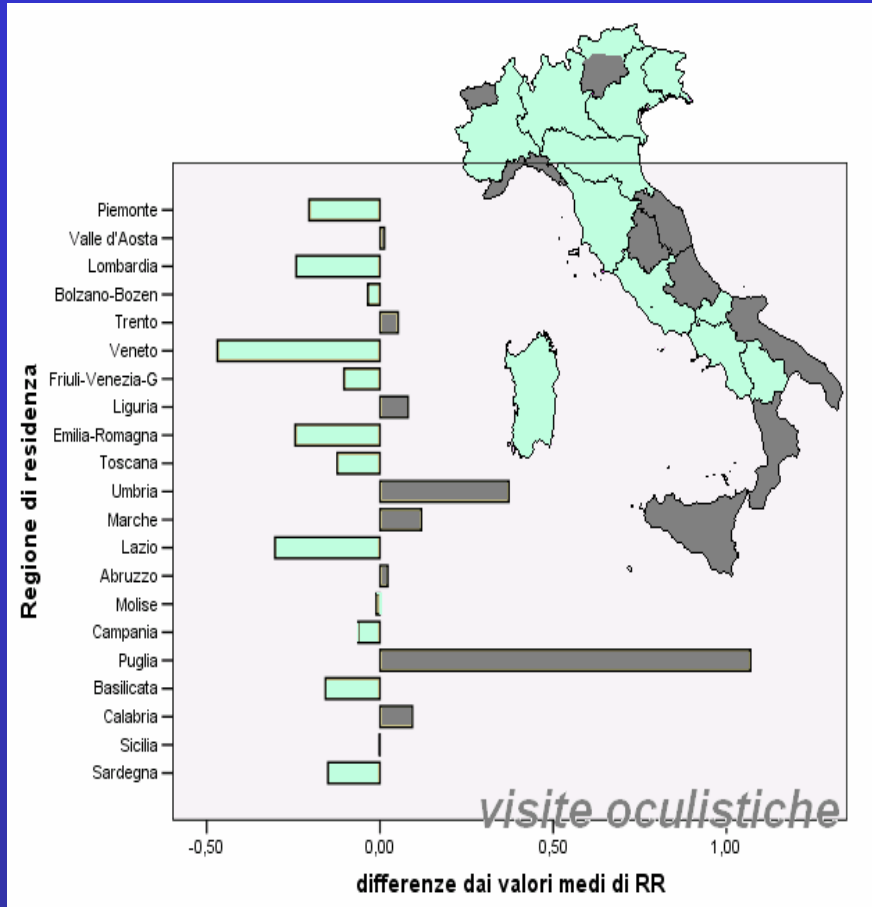 Regione di residenza
Piemonte
Valle d'Aosta
Lombardia
Bolzano-Bozen
Trento
Veneto
Friuli-Venezia-G
Liguria
Emilia-Romagna
Toscana
Umbria
Marche
Lazio
Abruzzo
Molise
Campania
Puglia
Basilicata
Calabria
Sicilia
Sardegna
visite oculistiche
-0,50 0,00 0,50 1,00
differenze dai valori medi di RR